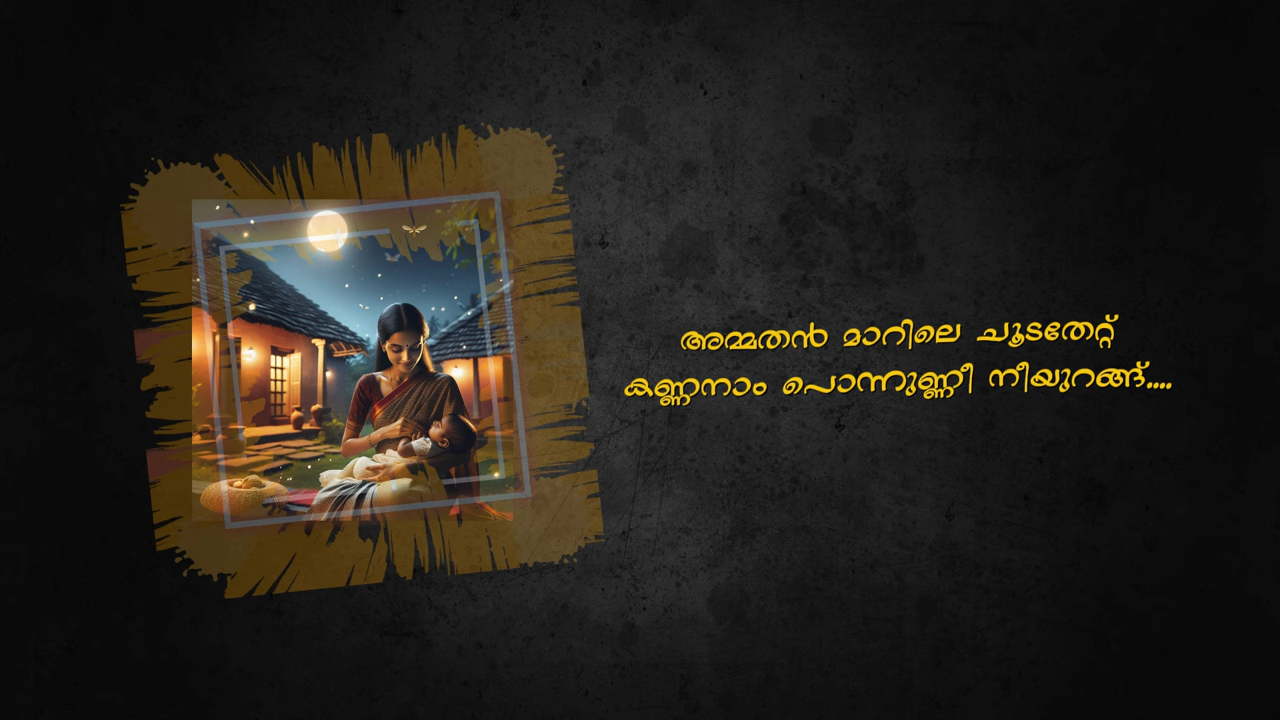 അമ്മതൻ മാറിലെ ചൂടതേറ്റ്
കണ്ണനാം പൊന്നുണ്ണീ നീയുറങ്ങ്....